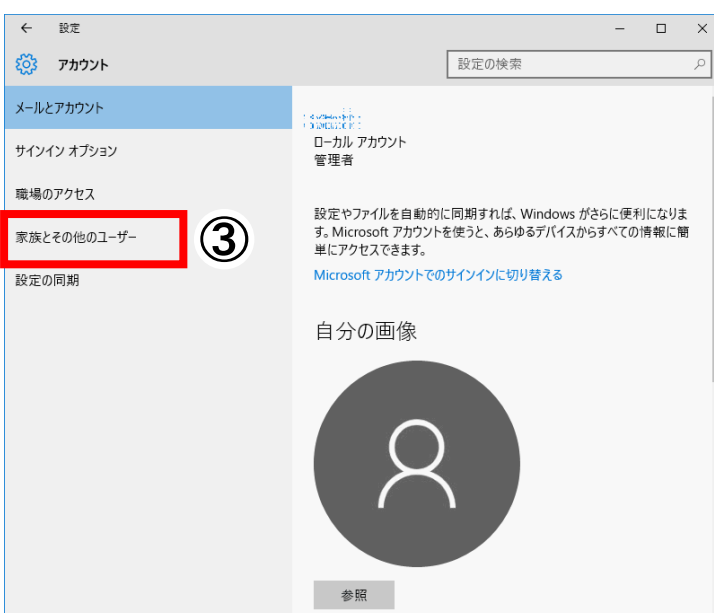 設定
アカウント
設定の検索
メールとアカウント
サインイン オプション
職場のアクセス
家族とその他のユーザー
③
設定の同期
ローカル アカウント
管理者
設定やファイルを自動的に同期すれば、Windows がさらに便利になりま
す。Microsoft アカウントを使うと、あらゆるデバイスからすべての情報に簡
単にアクセスできます。
Microsoft アカウントでのサインインに切り替える
自分の画像
参照